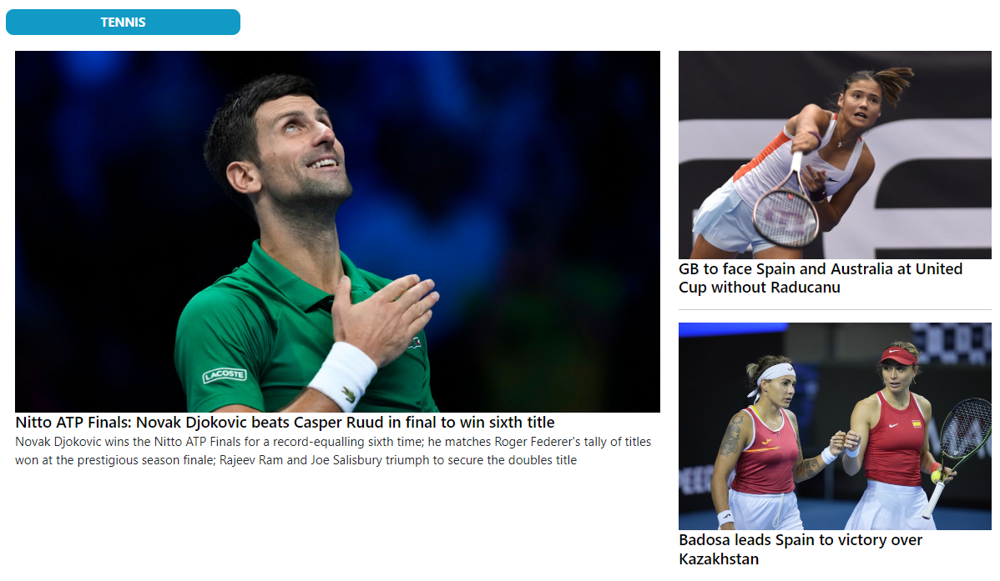 TENNIS
LACOSTE
Nitto ATP Finals: Novak Djokovic beats Casper Ruud in final to win sixth title
Novak Djokovic wins the Nitto ATP Finals for a record-equalling sixth time; he matches Roger Federer's tally of titles
won at the prestigious season finale; Rajeev Ram and Joe Salisbury triumph to secure the doubles title
GB to face Spain and Australia at United
Cup without Raducanu
Badosa leads Spain to victory over
Kazakhstan